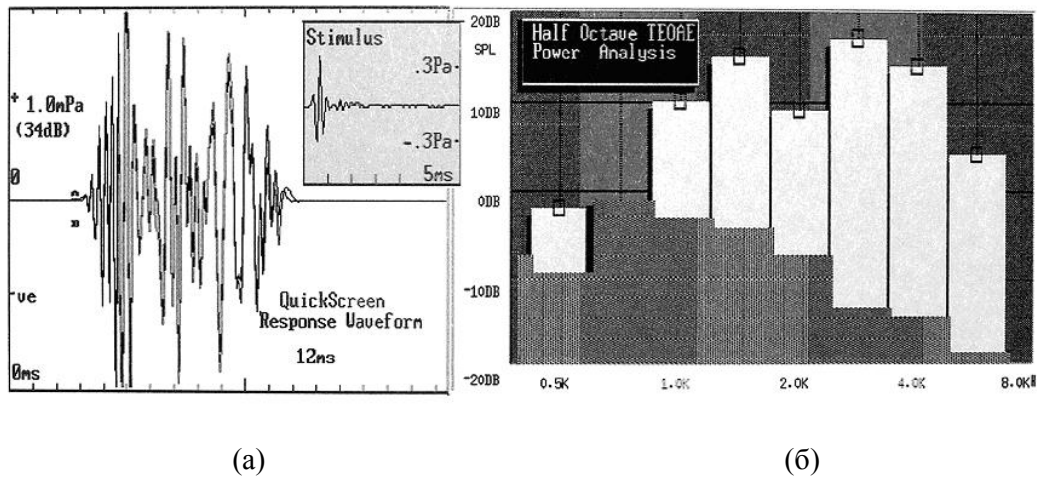 Stimulus
.3Pa
-.3Pa
5ms
+ 1.0mPa
(34dB)
0
-ve
0ms
QuickScreen
Response Waveform
12ms
20DB
SPL
10DB
0DB
-10DB
-20DB
Half Octave TEOAE
Power Analysis
0.5K 1.0K 2.0K 4.0K 8.0KH
(а) (б)